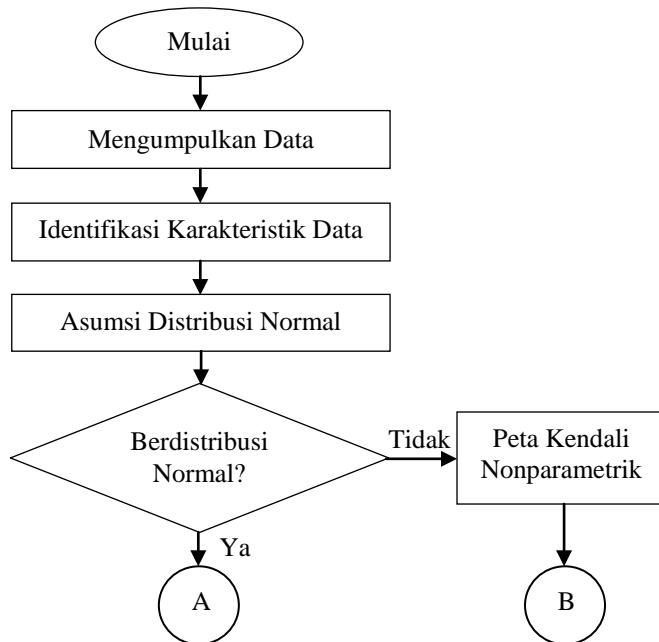 Mulai
Mengumpulkan Data
Identifikasi Karakteristik Data
Asumsi Distribusi Normal
Berdistribusi
Normal?
Tidak
Peta Kendali
Nonparametrik
Ya
A
B